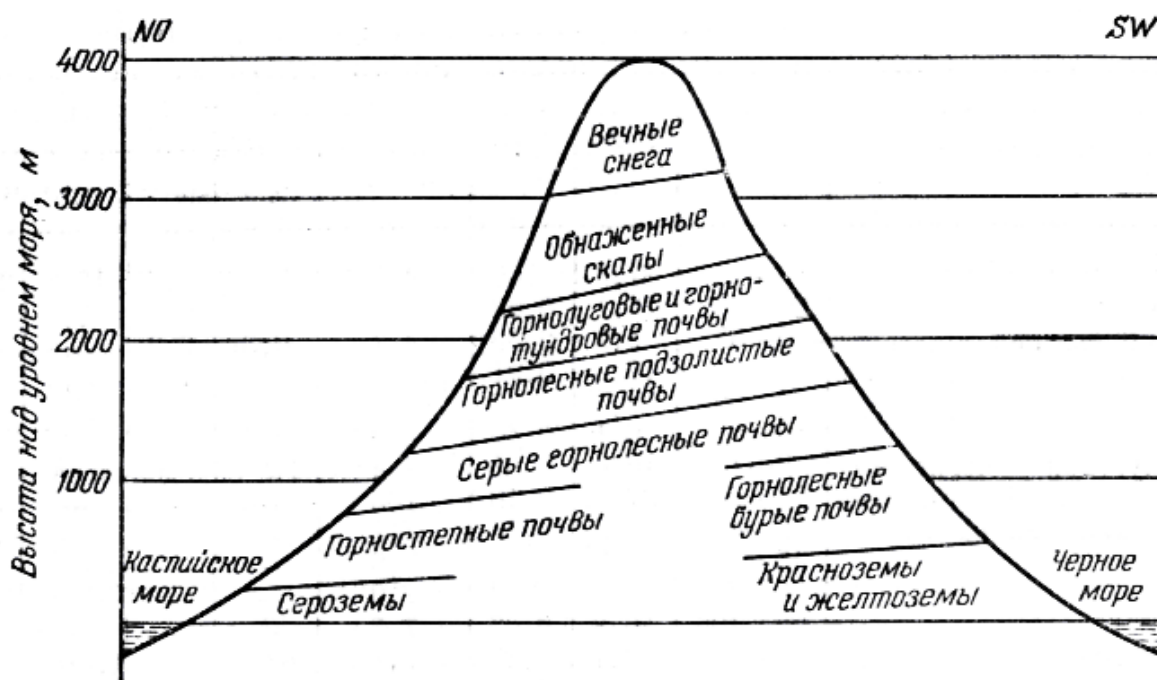 NO
SW
Высота над уровнем моря, м
4000
3000
2000
1000
Вечные
снега
Обнаженные
скалы
Горнолуговые и горно-
тундровые почвы
Горнолесные подзолистые
почвы
Серые горнолесные почвы
Горнолесные
бурые почвы
Горностепные почвы
Каспийское
море
Сероземы
Красноземы
и желтоземы
Черное
море